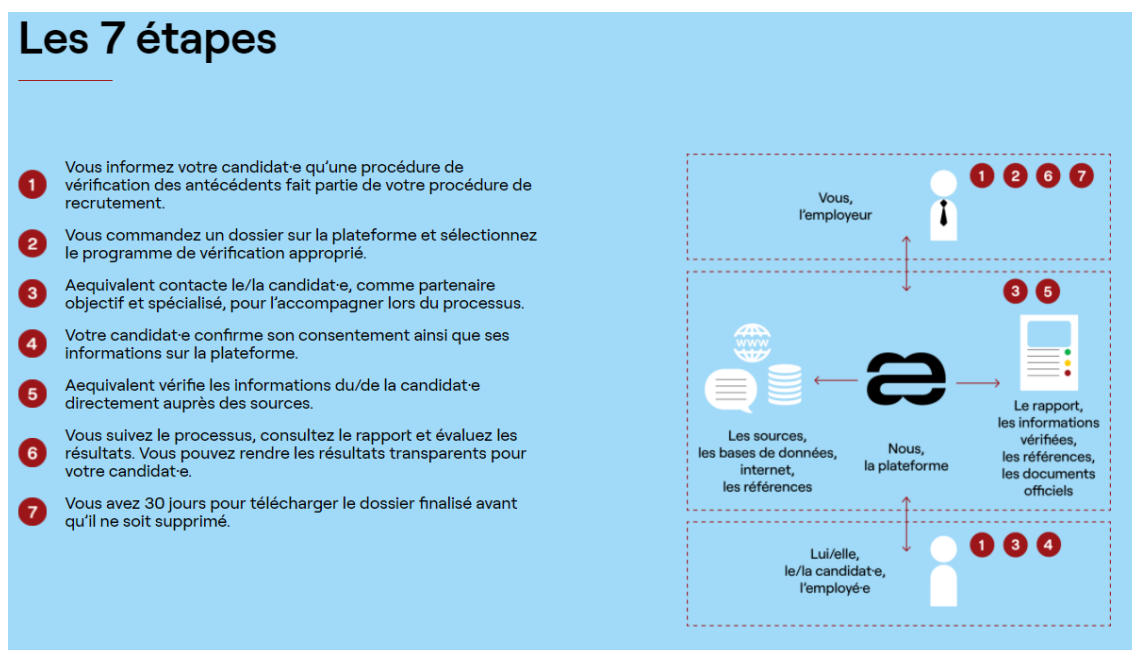 Les 7 étapes
1
Vous informez votre candidat·e qu’une procédure de
vérification des antécédents fait partie de votre procédure de
recrutement.
2
Vous commandez un dossier sur la plateforme et sélectionnez
le programme de vérification approprié.
3
Aequivalent contacte le/la candidat·e, comme partenaire
objectif et spécialisé, pour l’accompagner lors du processus.
4
Votre candidat·e confirme son consentement ainsi que ses
informations sur la plateforme.
5
Aequivalent vérifie les informations du/de la candidat·e
directement auprès des sources.
6
Vous suivez le processus, consultez le rapport et évaluez les
résultats. Vous pouvez rendre les résultats transparents pour
votre candidat·e.
7
Vous avez 30 jours pour télécharger le dossier finalisé avant
qu’il ne soit supprimé.
Vous,
l’employeur
1 2 6 7
3 5
www
æ
Les sources,
les bases de données,
internet,
les références
Nous,
la plateforme
Le rapport,
les informations
vérifiées,
les références,
les documents
officiels
Lui/elle,
le/la candidat·e,
l’employé·e
1 3 4